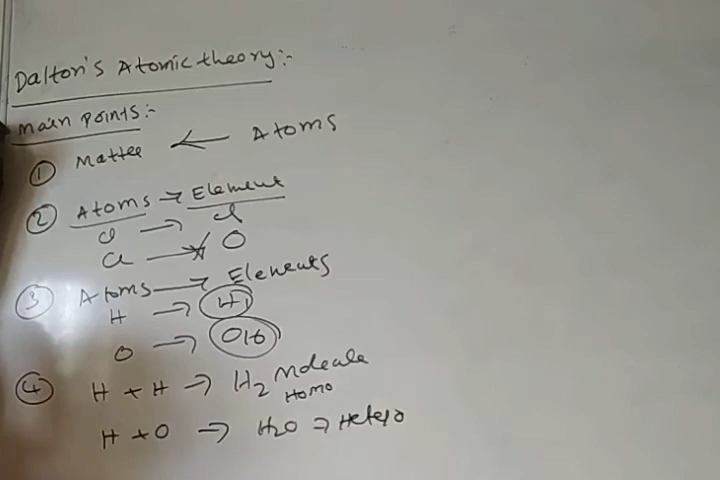 Dalton's Atomic theory:-
Main points:-
① Matter ← Atoms
② Atoms → Element
Cl → Cl
Cl → O
③ Atoms → Elements
H → H1
O → O16
④ H + H → H2 Molecule
Homo
H + O → H2O → Hetero